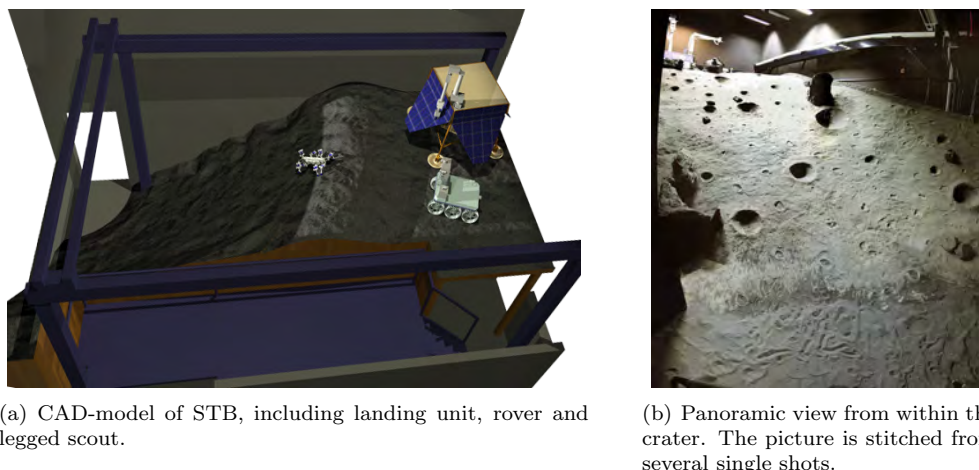 (a) CAD-model of STB, including landing unit, rover and
legged scout.
(b) Panoramic view from within th
crater. The picture is stitched fro
several single shots.